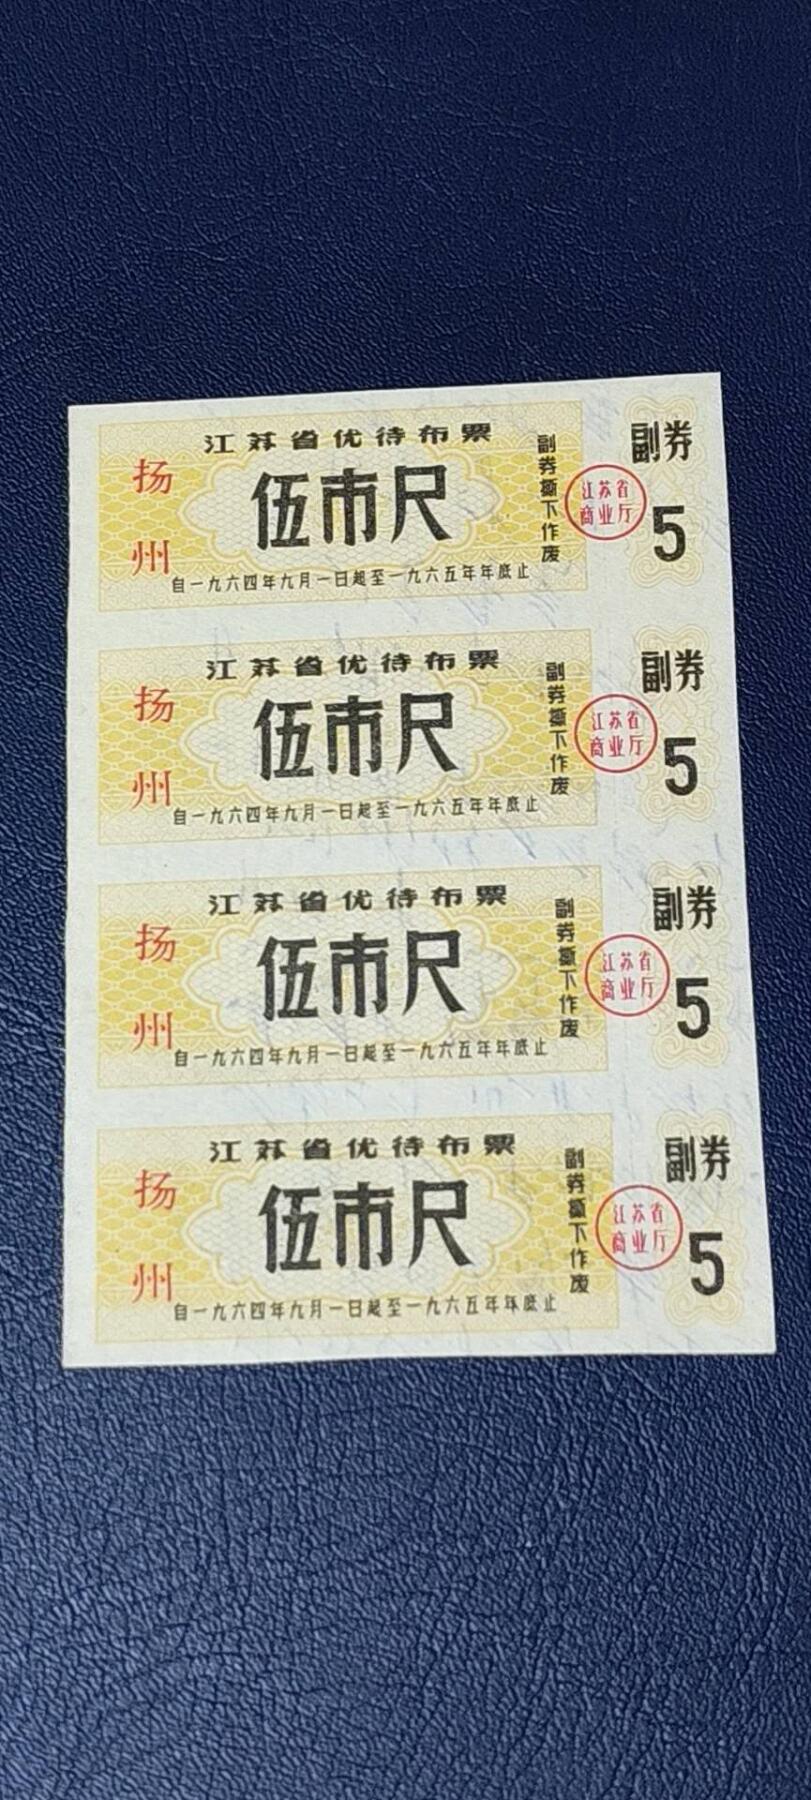 江苏省优待布票
扬州
伍市尺
自一九六四年九月一日起至一九六五年年底止
副券撕下作废
江苏省
商业厅
副券
5
江苏省优待布票
扬州
伍市尺
自一九六四年九月一日起至一九六五年年底止
副券撕下作废
江苏省
商业厅
副券
5
江苏省优待布票
扬州
伍市尺
自一九六四年九月一日起至一九六五年年底止
副券撕下作废
江苏省
商业厅
副券
5
江苏省优待布票
扬州
伍市尺
自一九六四年九月一日起至一九六五年年底止
副券撕下作废
江苏省
商业厅
副券
5